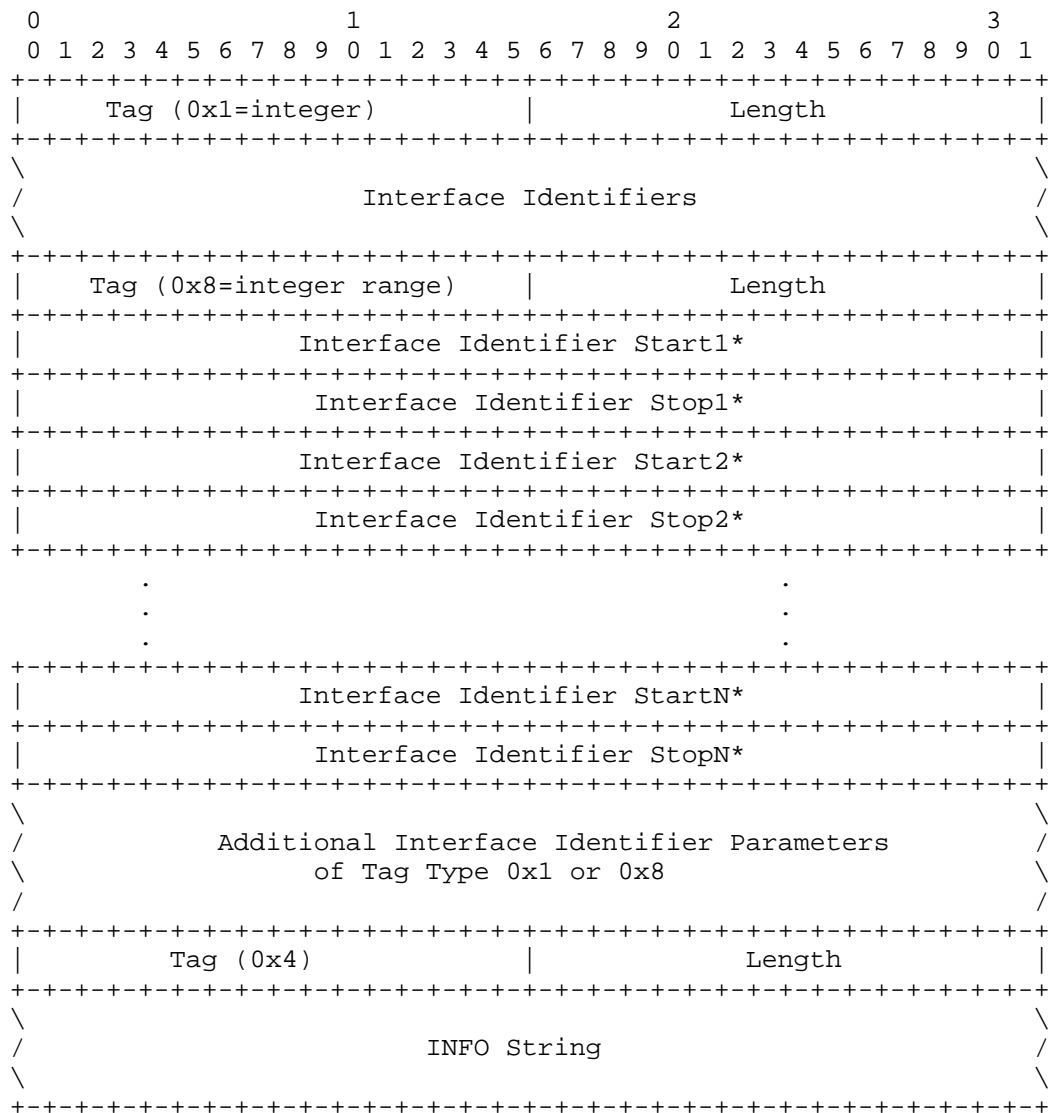 0                   1                   2                   3
 0 1 2 3 4 5 6 7 8 9 0 1 2 3 4 5 6 7 8 9 0 1 2 3 4 5 6 7 8 9 0 1
+-+-+-+-+-+-+-+-+-+-+-+-+-+-+-+-+-+-+-+-+-+-+-+-+-+-+-+-+-+-+-+-+
|     Tag (0x1=integer)         |            Length             |
+-+-+-+-+-+-+-+-+-+-+-+-+-+-+-+-+-+-+-+-+-+-+-+-+-+-+-+-+-+-+-+-+
\                                                               \
/                     Interface Identifiers                     /
\                                                               \
+-+-+-+-+-+-+-+-+-+-+-+-+-+-+-+-+-+-+-+-+-+-+-+-+-+-+-+-+-+-+-+-+
|    Tag (0x8=integer range)    |            Length             |
+-+-+-+-+-+-+-+-+-+-+-+-+-+-+-+-+-+-+-+-+-+-+-+-+-+-+-+-+-+-+-+-+
|                 Interface Identifier Start1*                  |
+-+-+-+-+-+-+-+-+-+-+-+-+-+-+-+-+-+-+-+-+-+-+-+-+-+-+-+-+-+-+-+-+
|                  Interface Identifier Stop1*                  |
+-+-+-+-+-+-+-+-+-+-+-+-+-+-+-+-+-+-+-+-+-+-+-+-+-+-+-+-+-+-+-+-+
|                 Interface Identifier Start2*                  |
+-+-+-+-+-+-+-+-+-+-+-+-+-+-+-+-+-+-+-+-+-+-+-+-+-+-+-+-+-+-+-+-+
|                  Interface Identifier Stop2*                  |
+-+-+-+-+-+-+-+-+-+-+-+-+-+-+-+-+-+-+-+-+-+-+-+-+-+-+-+-+-+-+-+-+
        .                                       .
        .                                       .
        .                                       .
+-+-+-+-+-+-+-+-+-+-+-+-+-+-+-+-+-+-+-+-+-+-+-+-+-+-+-+-+-+-+-+-+
|                 Interface Identifier StartN*                  |
+-+-+-+-+-+-+-+-+-+-+-+-+-+-+-+-+-+-+-+-+-+-+-+-+-+-+-+-+-+-+-+-+
|                  Interface Identifier StopN*                  |
+-+-+-+-+-+-+-+-+-+-+-+-+-+-+-+-+-+-+-+-+-+-+-+-+-+-+-+-+-+-+-+-+
\                                                               \
/            Additional Interface Identifier Parameters         /
\                  of Tag Type 0x1 or 0x8                       \
/                                                               /
+-+-+-+-+-+-+-+-+-+-+-+-+-+-+-+-+-+-+-+-+-+-+-+-+-+-+-+-+-+-+-+-+
|         Tag (0x4)             |             Length            |
+-+-+-+-+-+-+-+-+-+-+-+-+-+-+-+-+-+-+-+-+-+-+-+-+-+-+-+-+-+-+-+-+
\                                                               \
/                         INFO String                           /
\                                                               \
+-+-+-+-+-+-+-+-+-+-+-+-+-+-+-+-+-+-+-+-+-+-+-+-+-+-+-+-+-+-+-+-+